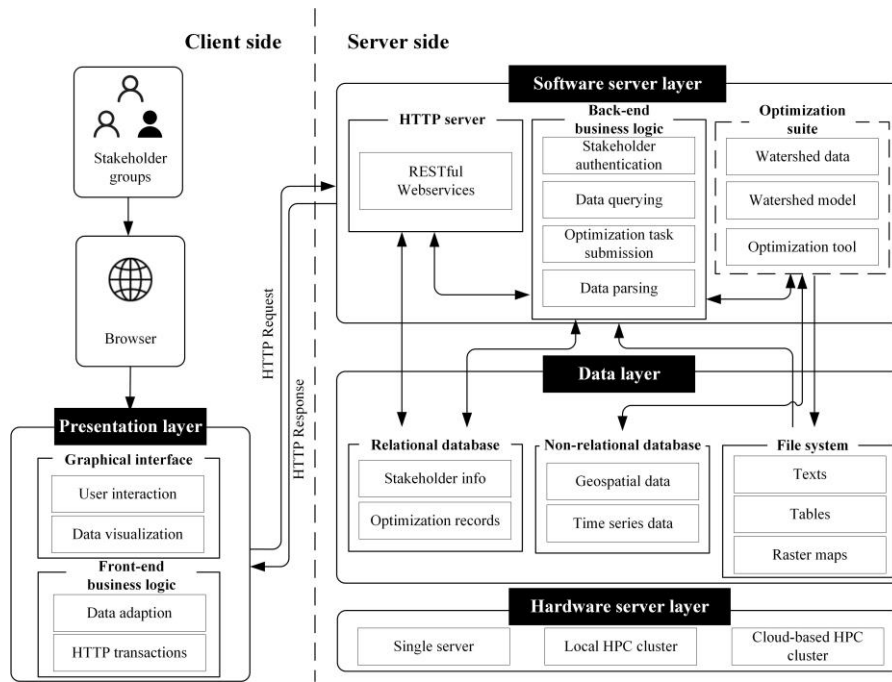 Client side
Server side
Stakeholder
groups
Browser
Presentation layer
Graphical interface
User interaction
Data visualization
Front-end
business logic
Data adaption
HTTP transactions
HTTP Request
HTTP Response
Software server layer
HTTP server
RESTful
Webservices
Back-end
business logic
Stakeholder
authentication
Data querying
Optimization task
submission
Data parsing
Optimization
suite
Watershed data
Watershed model
Optimization tool
Data layer
Relational database
Stakeholder info
Optimization records
Non-relational database
Geospatial data
Time series data
File system
Texts
Tables
Raster maps
Hardware server layer
Single server
Local HPC cluster
Cloud-based HPC
cluster